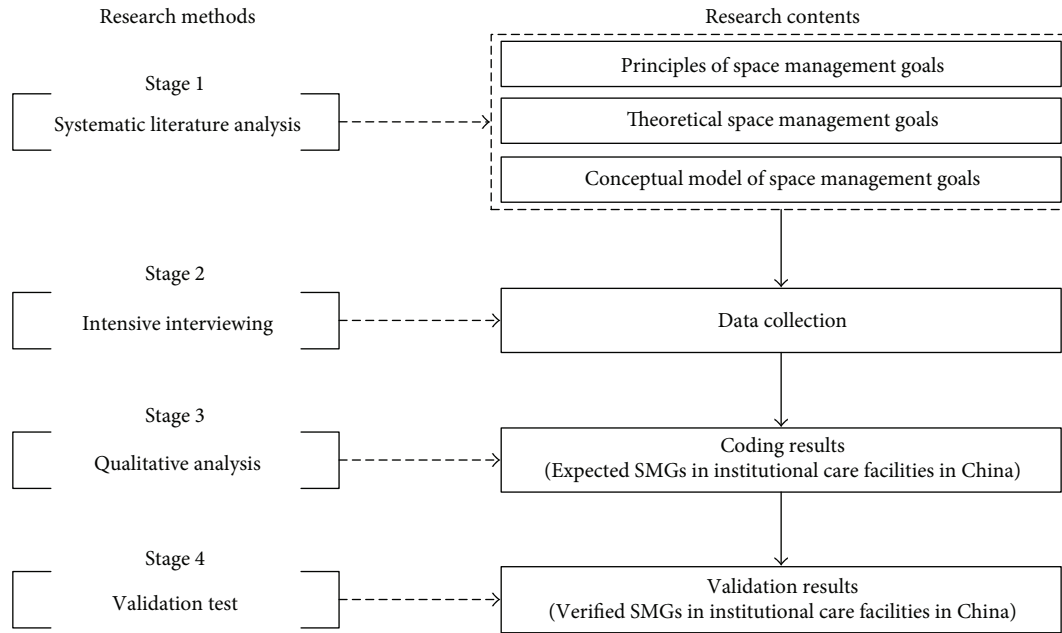 Research methods
Research contents
Stage 1
Systematic literature analysis
Principles of space management goals
Theoretical space management goals
Conceptual model of space management goals
Stage 2
Intensive interviewing
Data collection
Stage 3
Qualitative analysis
Coding results
(Expected SMGs in institutional care facilities in China)
Stage 4
Validation test
Validation results
(Verified SMGs in institutional care facilities in China)